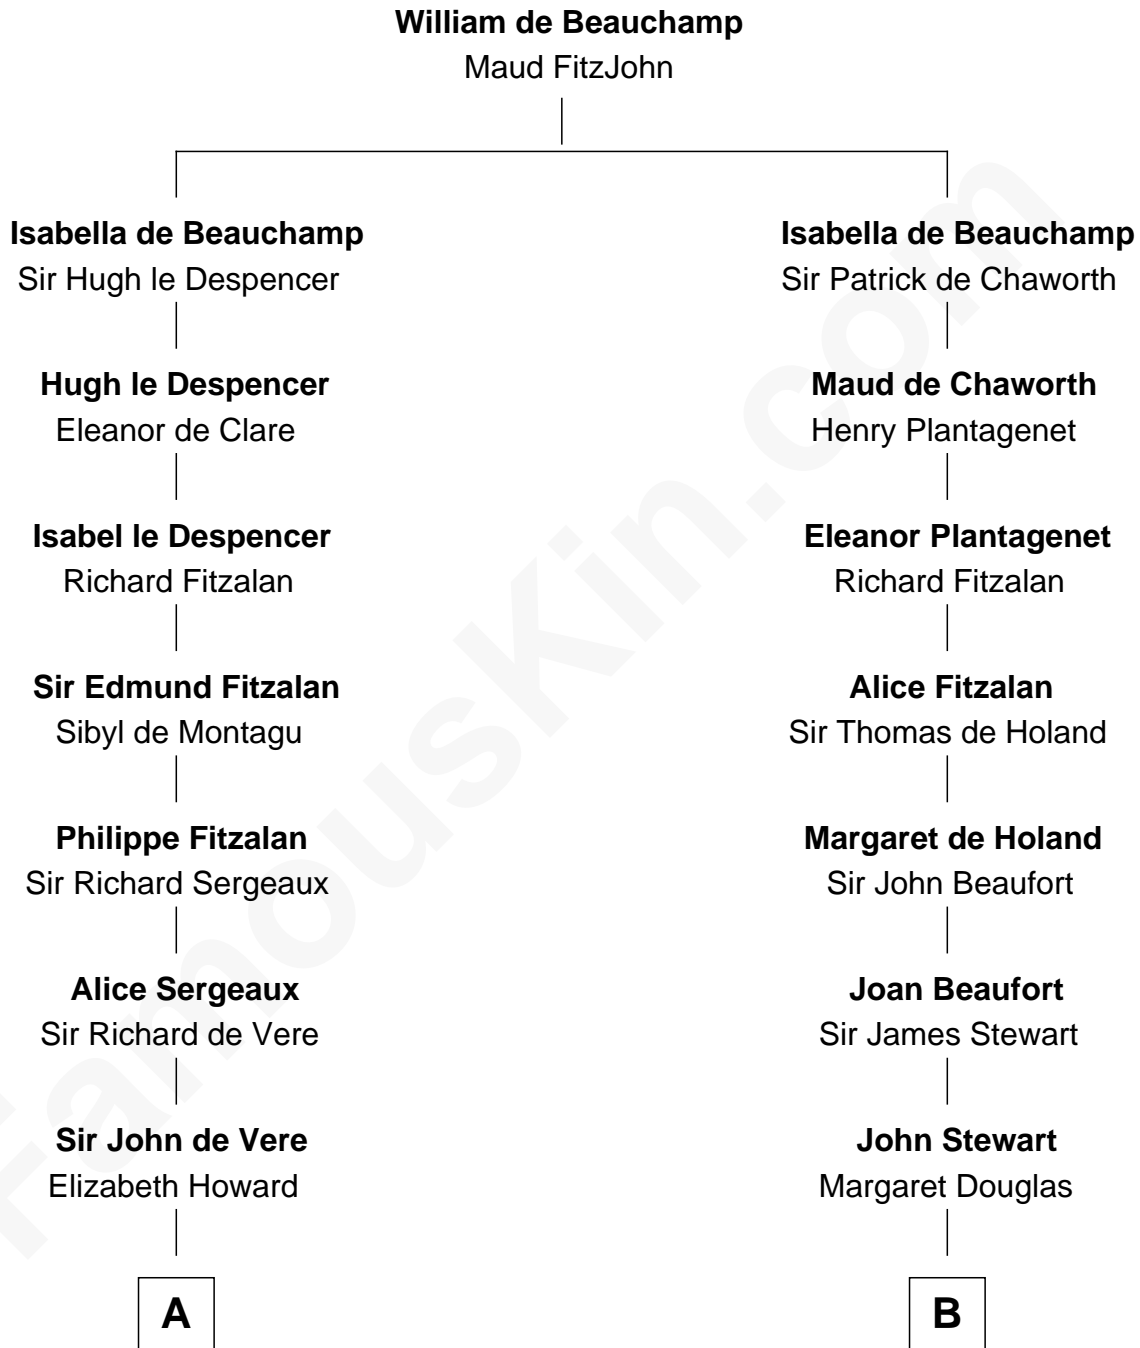 William de Beauchamp
Maud FitzJohn
Isabella de Beauchamp
Sir Hugh le Despencer
Hugh le Despencer
Eleanor de Clare
Isabel le Despencer
Richard Fitzalan
Sir Edmund Fitzalan
Sibyl de Montagu
Philippe Fitzalan
Sir Richard Sergeaux
Alice Sergeaux
Sir Richard de Vere
Sir John de Vere
Elizabeth Howard
A
Isabella de Beauchamp
Sir Patrick de Chaworth
Maud de Chaworth
Henry Plantagenet
Eleanor Plantagenet
Richard Fitzalan
Alice Fitzalan
Sir Thomas de Holand
Margaret de Holand
Sir John Beaufort
Joan Beaufort
Sir James Stewart
John Stewart
Margaret Douglas
B
FamousKin.com